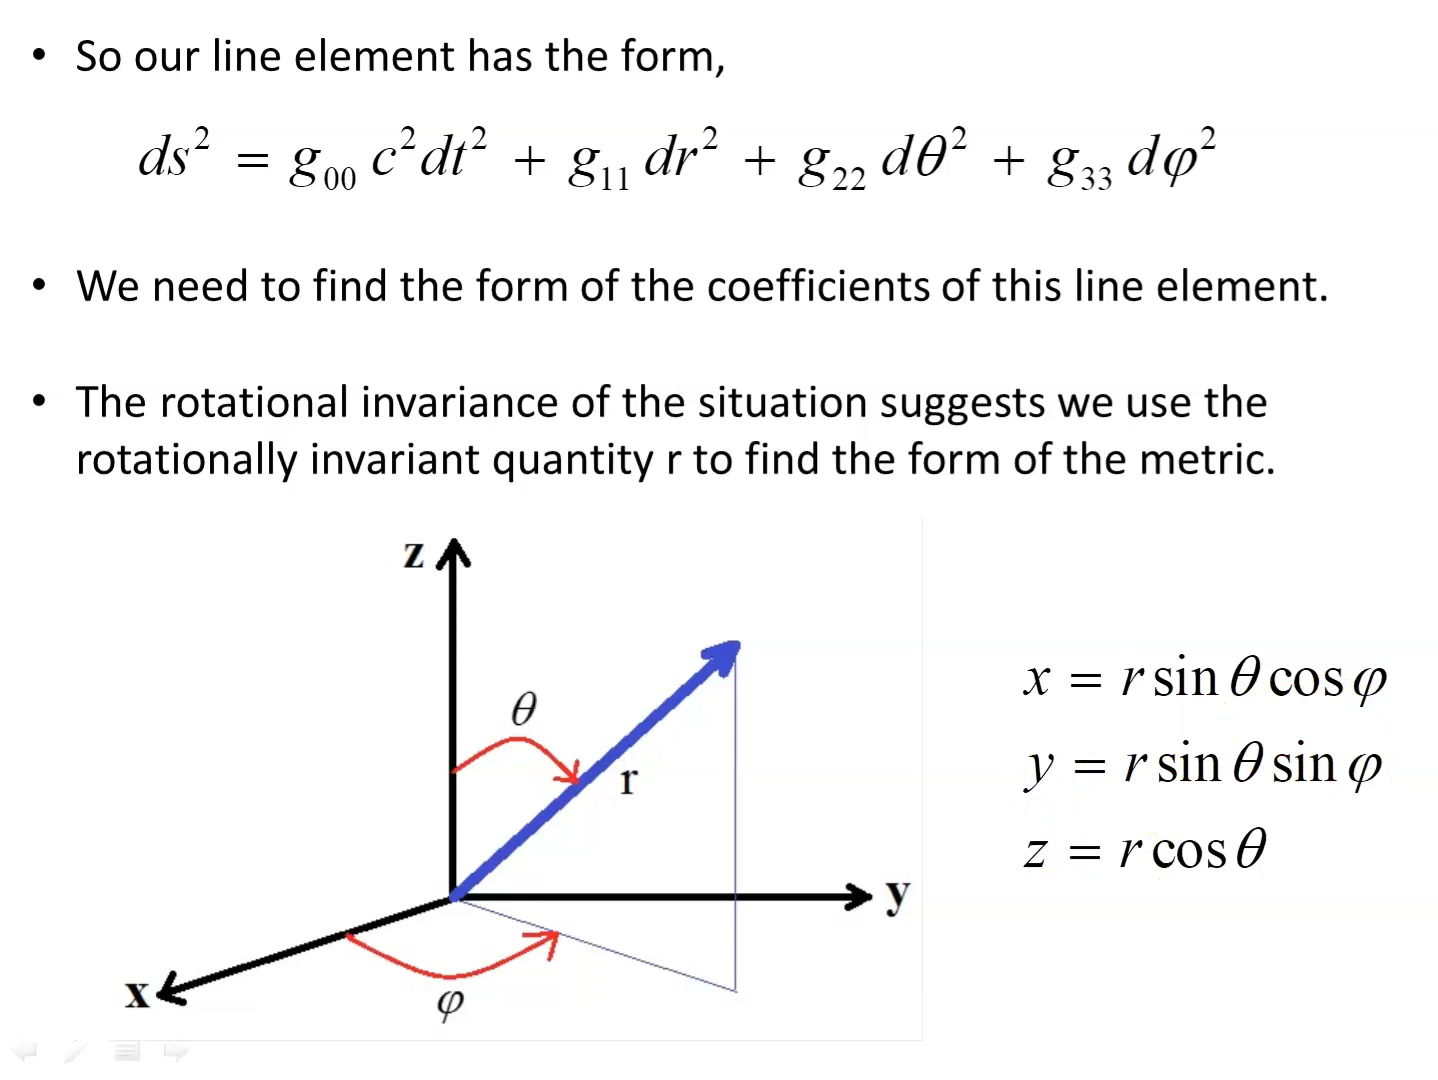 • So our line element has the form,
ds² = g₀₀ c²dt² + g₁₁ dr² + g₂₂ dθ² + g₃₃ dφ²
• We need to find the form of the coefficients of this line element.
• The rotational invariance of the situation suggests we use the
rotationally invariant quantity r to find the form of the metric.
z
θ
r
y
x
φ
x = r sin θ cos φ
y = r sin θ sin φ
z = r cos θ